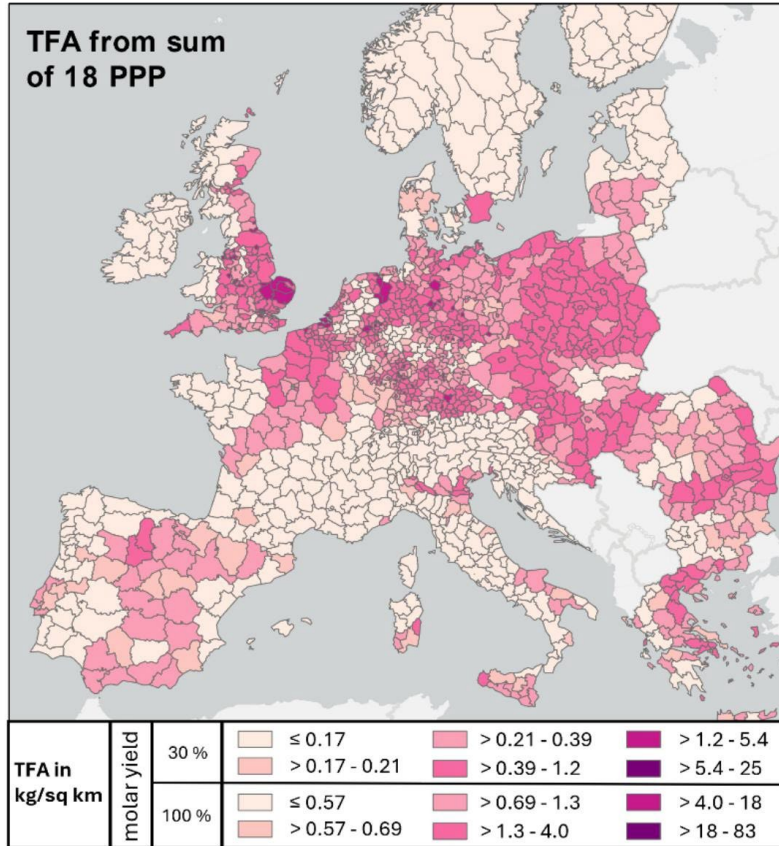 TFA from sum
of 18 PPP
TFA in
kg/sq km
molar yield
30 %
≤ 0.17
> 0.21 - 0.39
> 1.2 - 5.4
> 0.17 - 0.21
> 0.39 - 1.2
> 5.4 - 25
100 %
≤ 0.57
> 0.69 - 1.3
> 4.0 - 18
> 0.57 - 0.69
> 1.3 - 4.0
> 18 - 83